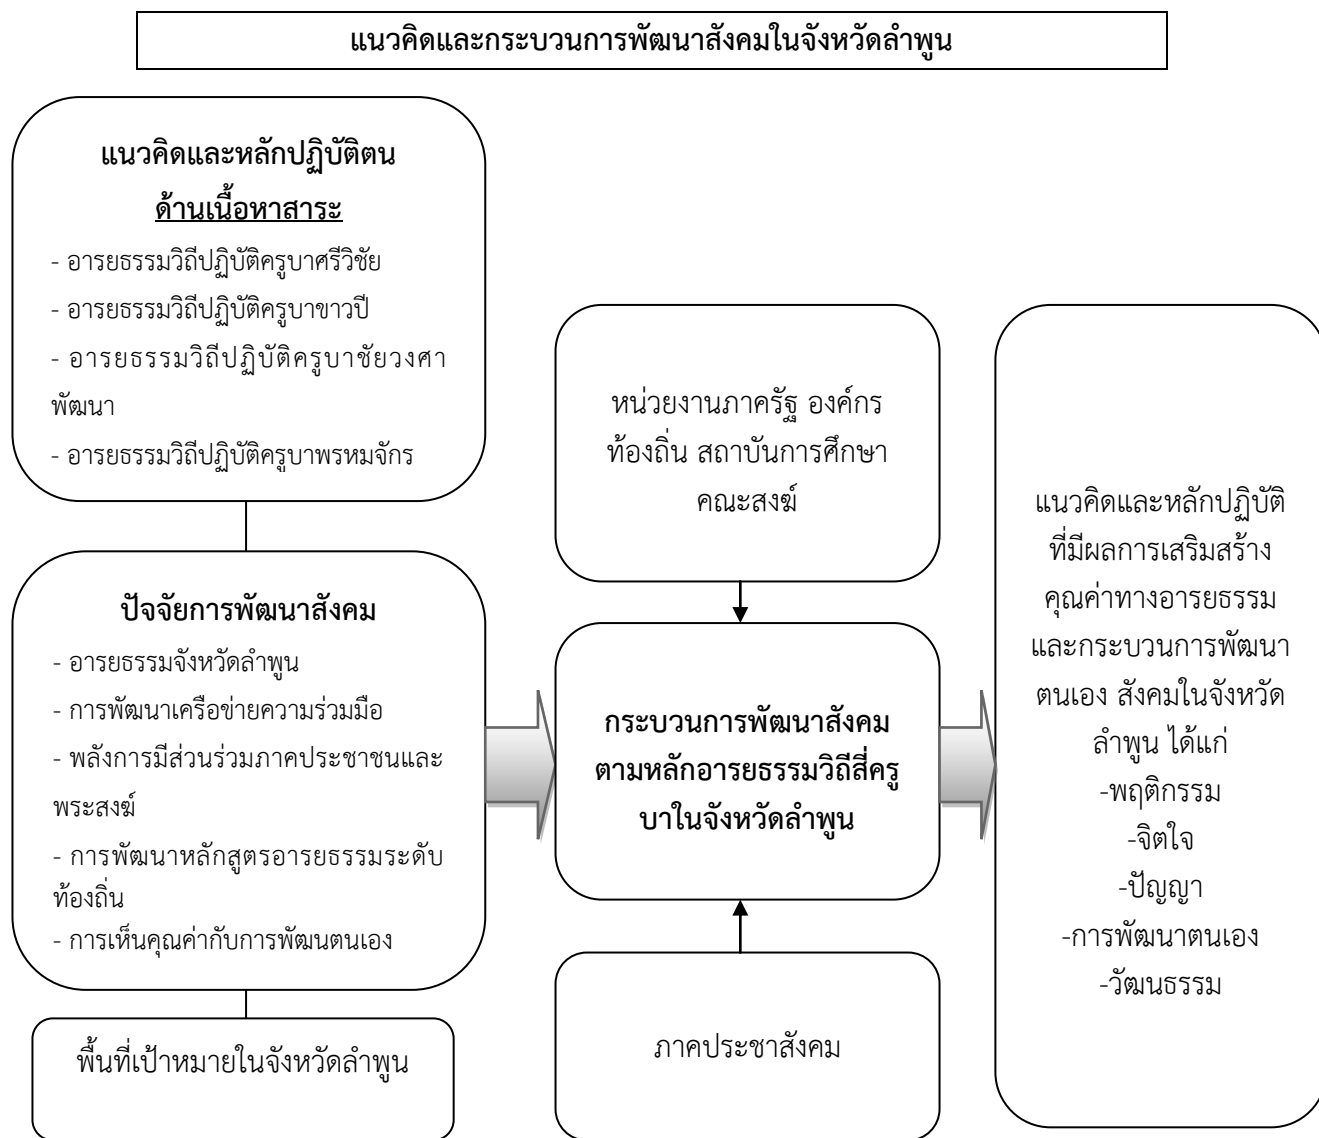 แนวคิดและกระบวนการพัฒนาสังคมในจังหวัดลำพูน
แนวคิดและหลักปฏิบัติตน
ด้านเนื้อหาสาระ
- อารยธรรมวิถีปฏิบัติครูบาศรีวิชัย
- อารยธรรมวิถีปฏิบัติครูบาขาวปี
- อารยธรรมวิถีปฏิบัติครูบาชัยวงศา
พัฒนา
- อารยธรรมวิถีปฏิบัติครูบาพรหมจักร
ปัจจัยการพัฒนาสังคม
- อารยธรรมจังหวัดลำพูน
- การพัฒนาเครือข่ายความร่วมมือ
- พลังการมีส่วนร่วมภาคประชาชนและ
พระสงฆ์
- การพัฒนาหลักสูตรอารยธรรมระดับ
ท้องถิ่น
- การเห็นคุณค่ากับการพัฒนตนเอง
พื้นที่เป้าหมายในจังหวัดลำพูน
หน่วยงานภาครัฐ องค์กร
ท้องถิ่น สถาบันการศึกษา
คณะสงฆ์
กระบวนการพัฒนาสังคม
ตามหลักอารยธรรมวิถีสี่ครู
บาในจังหวัดลำพูน
ภาคประชาสังคม
แนวคิดและหลักปฏิบัติ
ที่มีผลการเสริมสร้าง
คุณค่าทางอารยธรรม
และกระบวนการพัฒนา
ตนเอง สังคมในจังหวัด
ลำพูน ได้แก่
-พฤติกรรม
-จิตใจ
-ปัญญา
-การพัฒนาตนเอง
-วัฒนธรรม